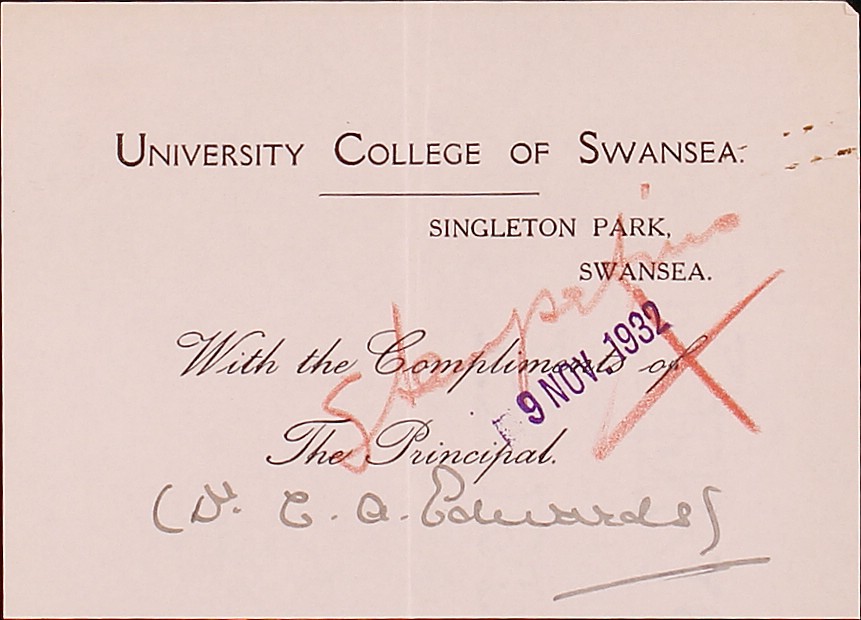 UNIVERSITY COLLEGE OF SWANSEA.
SINGLETON PARK,
SWANSEA.
With the Compliments of
9 NOV. 1932
The Principal.
(Dr. C. A. Edwards)